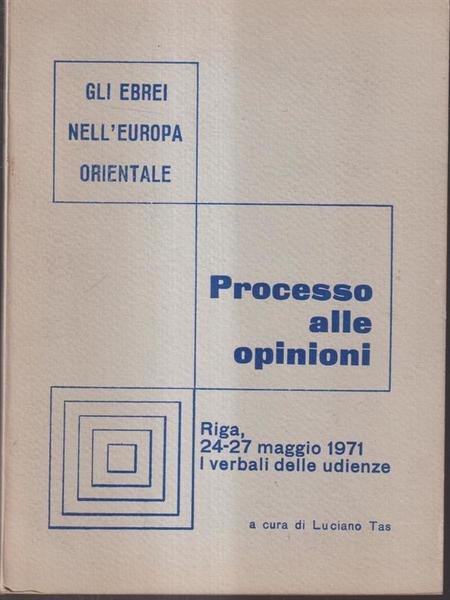 GLI EBREI
NELL'EUROPA
ORIENTALE
Processo
alle
opinioni
Riga,
24-27 maggio 1971
I verbali delle udienze
a cura di Luciano Tas